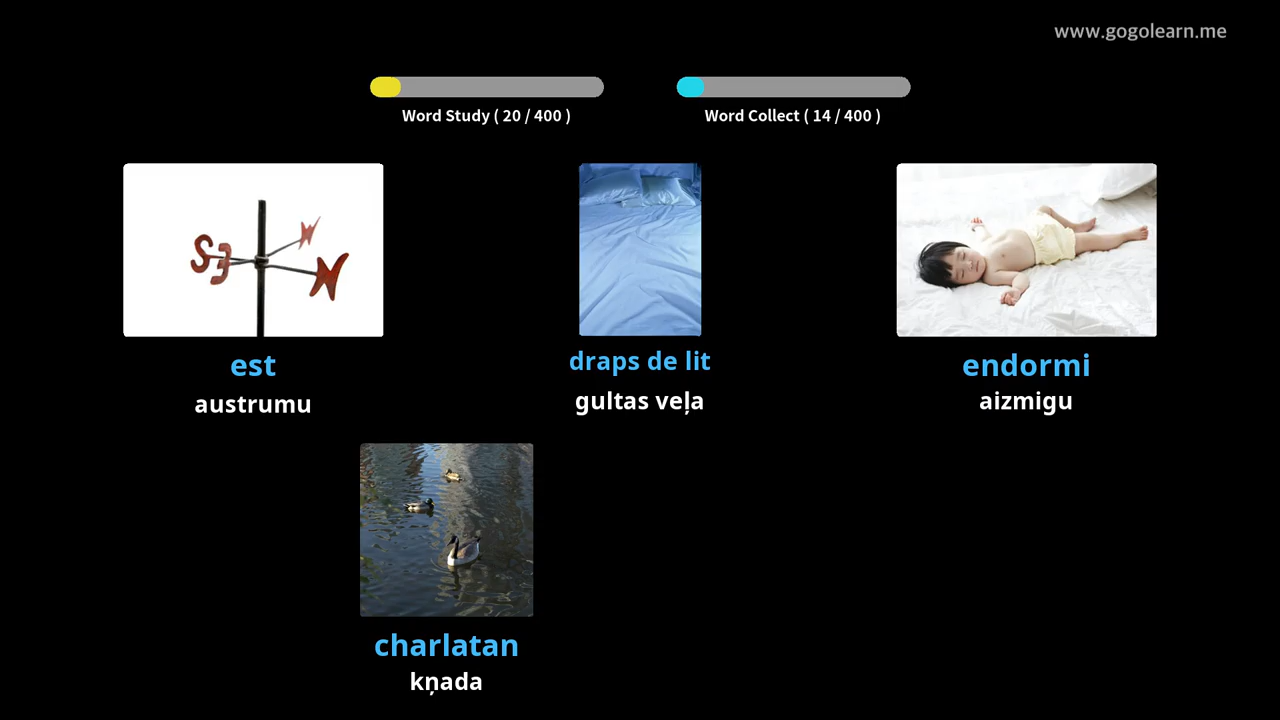 www.gogolearn.me
Word Study ( 20 / 400 )
Word Collect ( 14 / 400 )
S E N N
est
austrumu
draps de lit
gultas veļa
endormi
aizmigu
charlatan
kņada